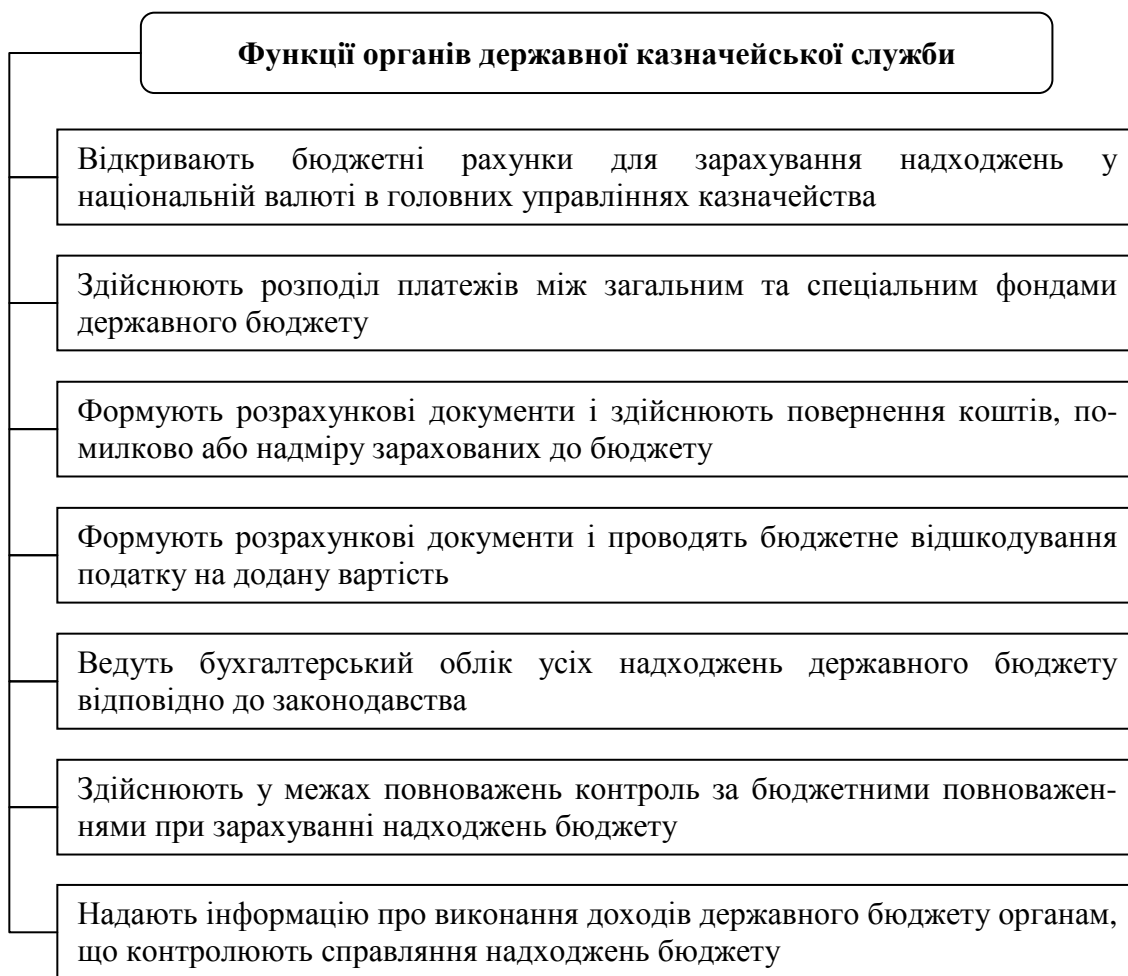 Функції органів державної казначейської служби
Відкривають бюджетні рахунки для зарахування надходжень у
національній валюті в головних управліннях казначейства
Здійснюють розподіл платежів між загальним та спеціальним фондами
державного бюджету
Формують розрахункові документи і здійснюють повернення коштів, по-
милково або надміру зарахованих до бюджету
Формують розрахункові документи і проводять бюджетне відшкодування
податку на додану вартість
Ведуть бухгалтерський облік усіх надходжень державного бюджету
відповідно до законодавства
Здійснюють у межах повноважень контроль за бюджетними повноважен-
нями при зарахуванні надходжень бюджету
Надають інформацію про виконання доходів державного бюджету органам,
що контролюють справляння надходжень бюджету